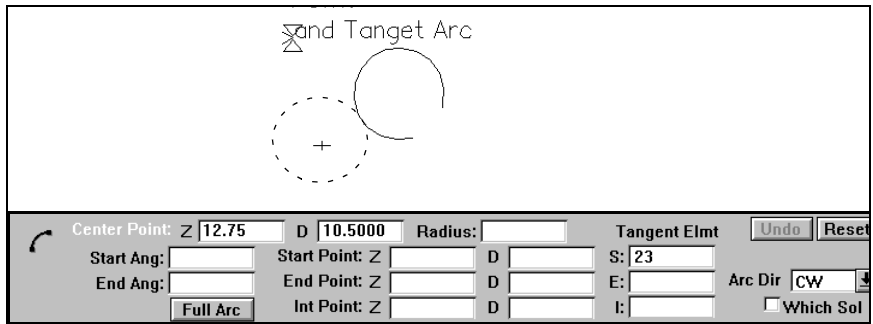 and Tanget Arc
Center Point: Z 12.75 D 10.5000 Radius: Tangent Elmt Undo Reset
Start Ang: Start Point: Z D S: 23
End Ang: End Point: Z D E: Arc Dir CW
Full Arc Int Point: Z D I: Which Sol